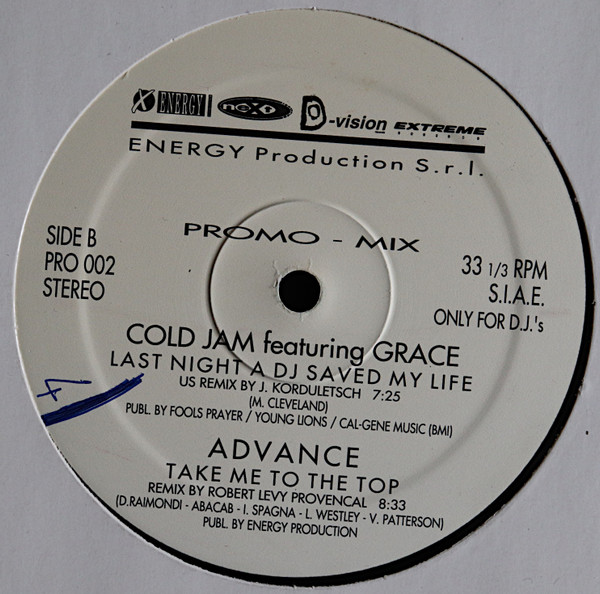 X ENERGY
neXt
D-vision
EXTREME
ENERGY Production S.r.l.
PROMO - MIX
SIDE B
PRO 002
STEREO
33 1/3 RPM
S.I.A.E.
ONLY FOR D.J.'s
COLD JAM featuring GRACE
LAST NIGHT A DJ SAVED MY LIFE
US REMIX BY J. KORDULETSCH 7:25
(M. CLEVELAND)
PUBL. BY FOOLS PRAYER / YOUNG LIONS / CAL-GENE MUSIC (BMI)
ADVANCE
TAKE ME TO THE TOP
REMIX BY ROBERT LEVY PROVENCAL 8:33
(D.RAIMONDI - ABACAB - I. SPAGNA - L. WESTLEY - V. PATTERSON)
PUBL. BY ENERGY PRODUCTION